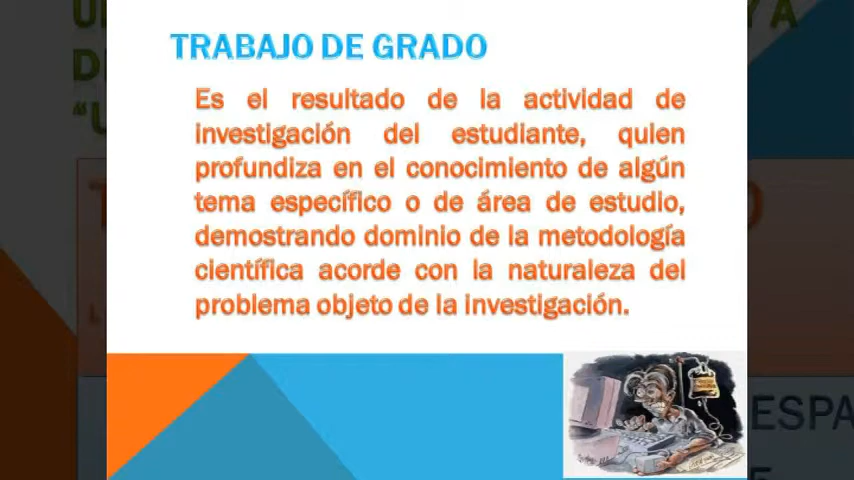 TRABAJO DE GRADO
Es el resultado de la actividad de
investigación del estudiante, quien
profundiza en el conocimiento de algún
tema específico o de área de estudio,
demostrando dominio de la metodología
científica acorde con la naturaleza del
problema objeto de la investigación.
ESPA